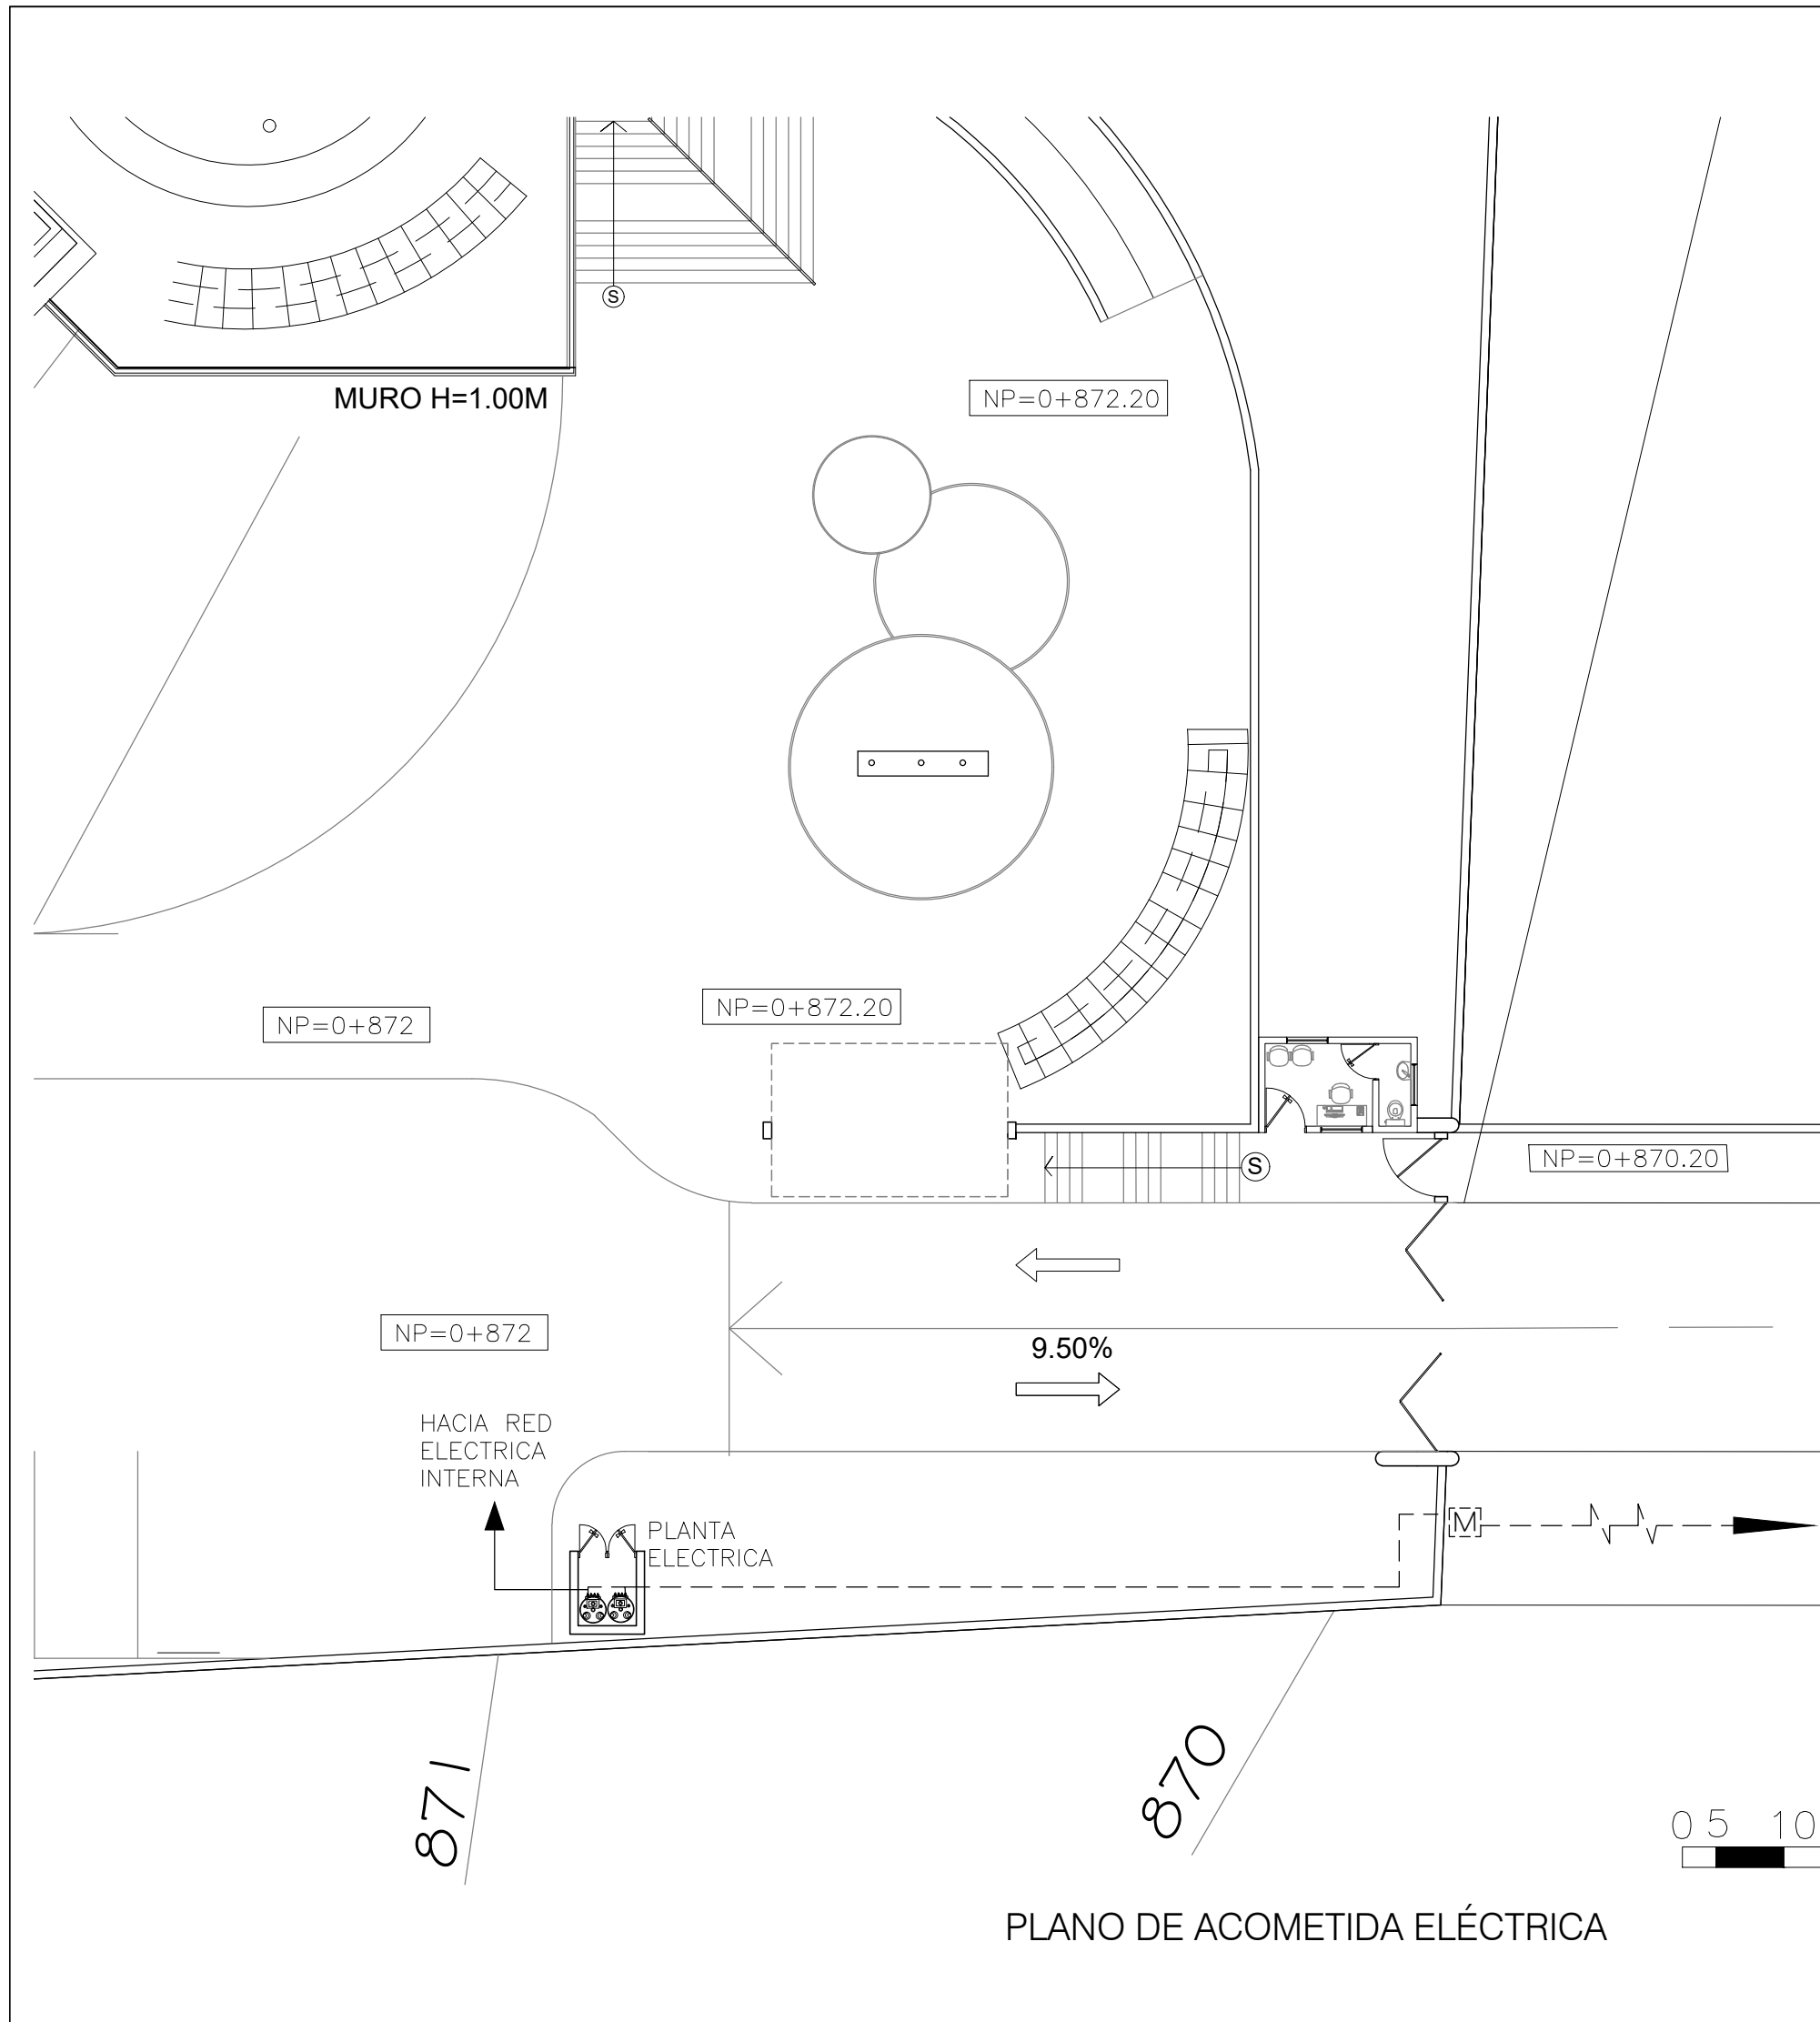 S
MURO H=1.00M
NP=0+872.20
NP=0+872
NP=0+872.20
NP=0+870.20
S
NP=0+872
9.50%
HACIA RED
ELECTRICA
INTERNA
PLANTA
ELECTRICA
M
871
870
0 5 10
PLANO DE ACOMETIDA ELÉCTRICA